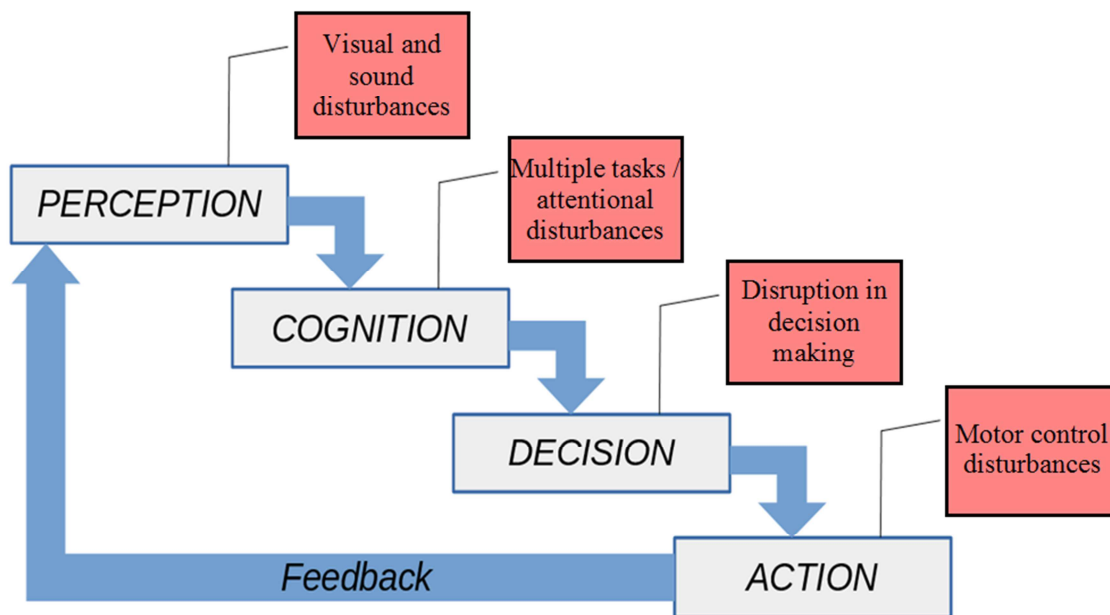 Visual and
sound
disturbances
PERCEPTION
Multiple tasks /
attentional
disturbances
COGNITION
Disruption in
decision
making
DECISION
Motor control
disturbances
ACTION
Feedback